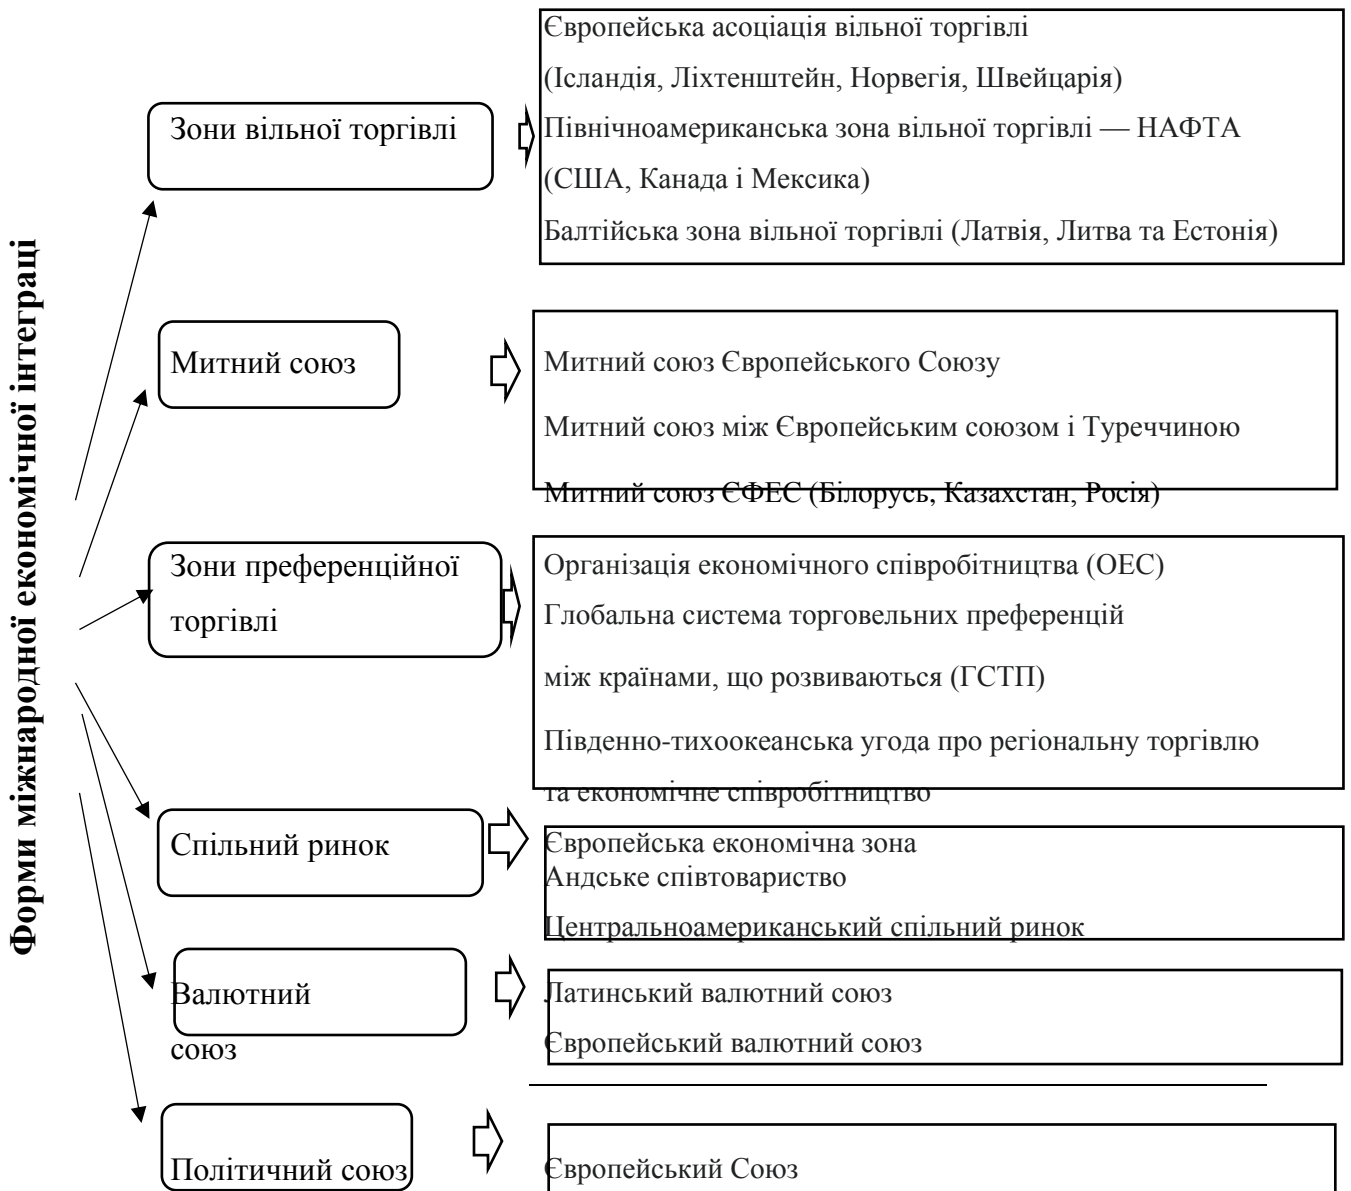 Форми міжнародної економічної інтеграці
Зони вільної торгівлі
Європейська асоціація вільної торгівлі
(Ісландія, Ліхтенштейн, Норвегія, Швейцарія)
Північноамериканська зона вільної торгівлі — НАФТА
(США, Канада і Мексика)
Балтійська зона вільної торгівлі (Латвія, Литва та Естонія)
Митний союз
Митний союз Європейського Союзу
Митний союз між Європейським союзом і Туреччиною
Митний союз ЄФЕС (Білорусь, Казахстан, Росія)
Зони преференційної
торгівлі
Організація економічного співробітництва (ОЕС)
Глобальна система торговельних преференцій
між країнами, що розвиваються (ГСТП)
Південно-тихоокеанська угода про регіональну торгівлю
та економічне співробітництво
Спільний ринок
Європейська економічна зона
Андське співтовариство
Центральноамериканський спільний ринок
Валютний
союз
Латинський валютний союз
Європейський валютний союз
Політичний союз
Європейський Союз